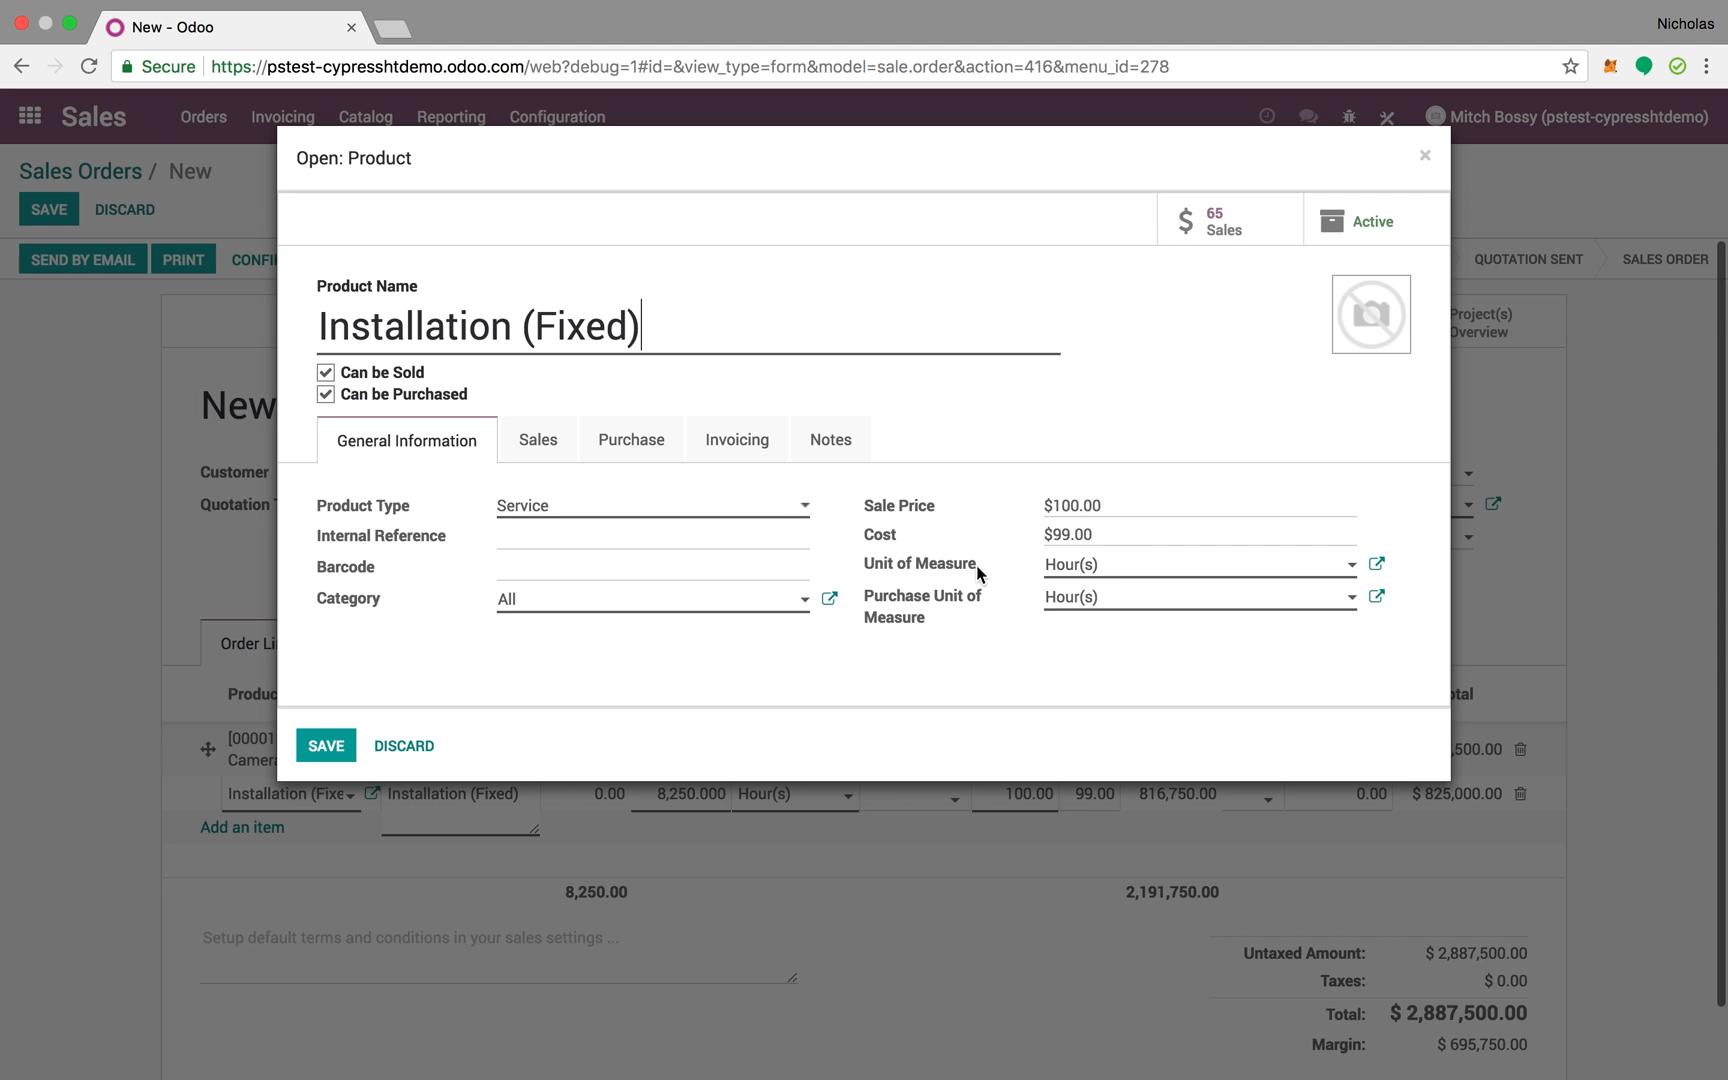 New - Odoo
Nicholas
Secure https://pstest-cypresshtdemo.odoo.com/web?debug=1#id=&view_type=form&model=sale.order&action=416&menu_id=278
Sales Orders Invoicing Catalog Reporting Configuration Mitch Bossy (pstest-cypresshtdemo)
Open: Product
Sales Orders / New
SAVE DISCARD
65
Sales
Active
SEND BY EMAIL PRINT CONFI QUOTATION SENT SALES ORDER
Product Name
Installation (Fixed)
Project(s)
Overview
Can be Sold
Can be Purchased
New
General Information Sales Purchase Invoicing Notes
Customer
Quotation T
Product Type Service
Internal Reference
Barcode
Category All
Sale Price $100.00
Cost $99.00
Unit of Measure Hour(s)
Purchase Unit of
Measure
Hour(s)
Order Li
Produc otal
[00001
Camera ,500.00
SAVE DISCARD
Installation (Fixe Installation (Fixed) 0.00 8,250.000 Hour(s) 100.00 99.00 816,750.00 0.00 $ 825,000.00
Add an item
8,250.00 2,191,750.00
Setup default terms and conditions in your sales settings ...
Untaxed Amount: $ 2,887,500.00
Taxes: $ 0.00
Total: $ 2,887,500.00
Margin: $ 695,750.00